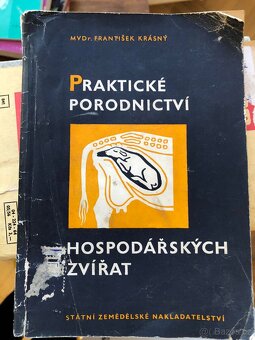 MVDr. FRANTIŠEK KRÁSNÝ
PRAKTICKÉ
PORODNICTVÍ
HOSPODÁŘSKÝCH
ZVÍŘAT
STÁTNÍ ZEMĚDĚLSKÉ NAKLADATELSTVÍ